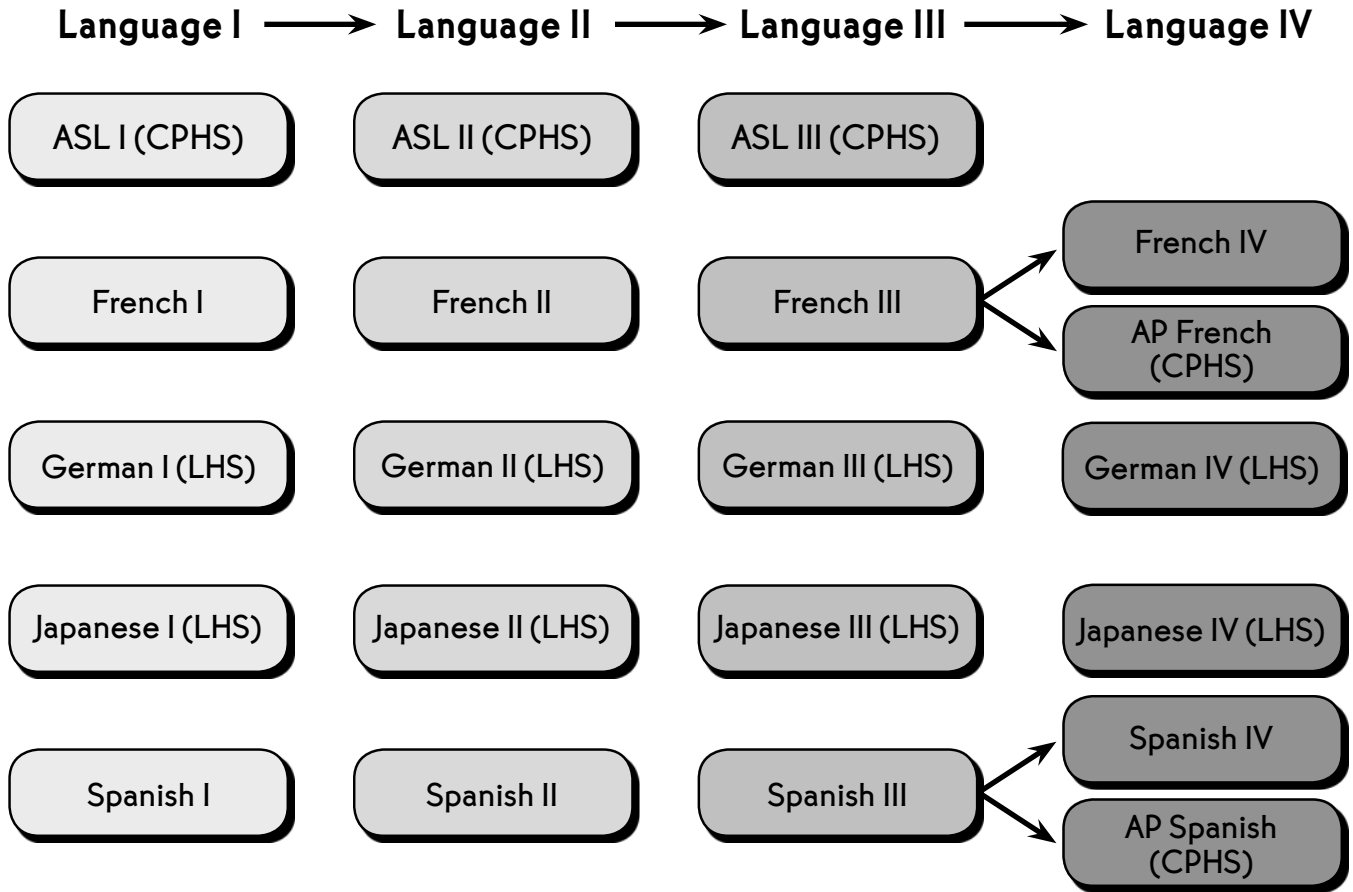 Language I
Language II
Language III
Language IV
ASL I (CPHS)
ASL II (CPHS)
ASL III (CPHS)
French I
French II
French III
French IV
AP French
(CPHS)
German I (LHS)
German II (LHS)
German III (LHS)
German IV (LHS)
Japanese I (LHS)
Japanese II (LHS)
Japanese III (LHS)
Japanese IV (LHS)
Spanish I
Spanish II
Spanish III
Spanish IV
AP Spanish
(CPHS)